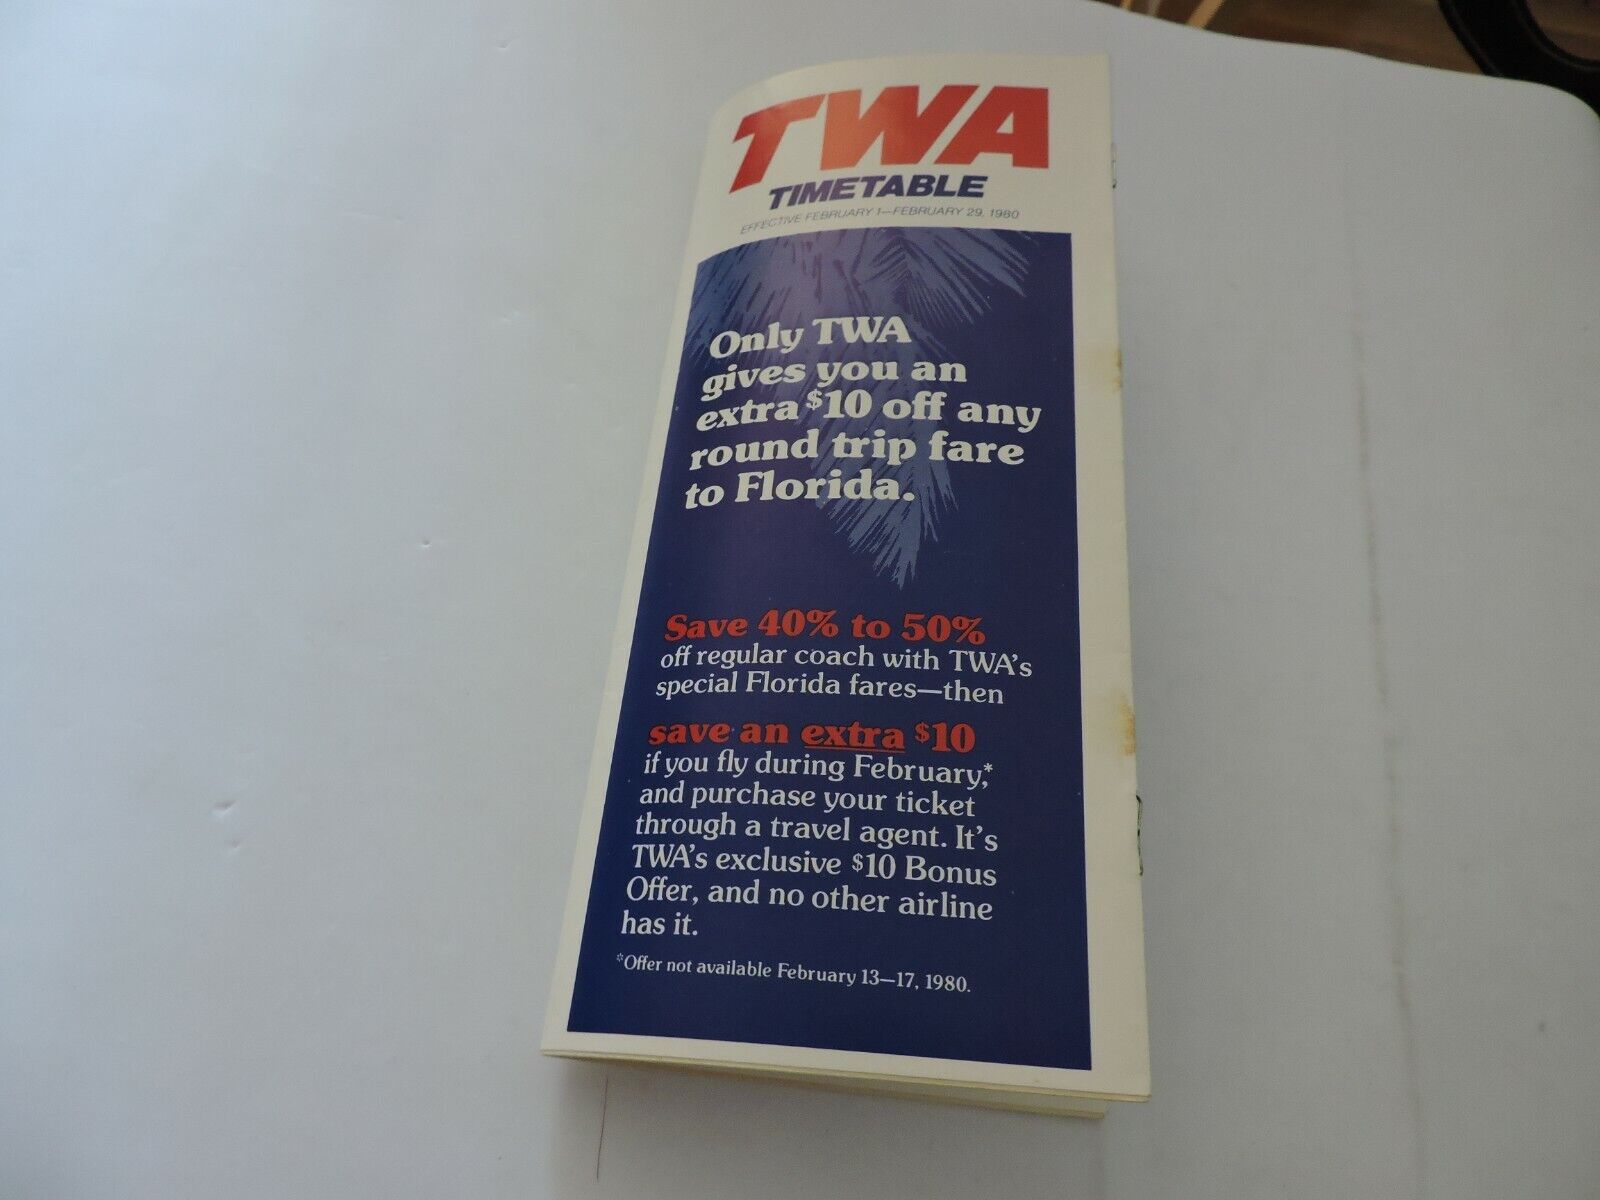 TWA
TIMETABLE
EFFECTIVE FEBRUARY 1—FEBRUARY 29, 1980
Only TWA
gives you an
extra $10 off any
round trip fare
to Florida.
Save 40% to 50%
off regular coach with TWA's
special Florida fares—then
save an extra $10
if you fly during February,*
and purchase your ticket
through a travel agent. It's
TWA's exclusive $10 Bonus
Offer, and no other airline
has it.
*Offer not available February 13—17, 1980.